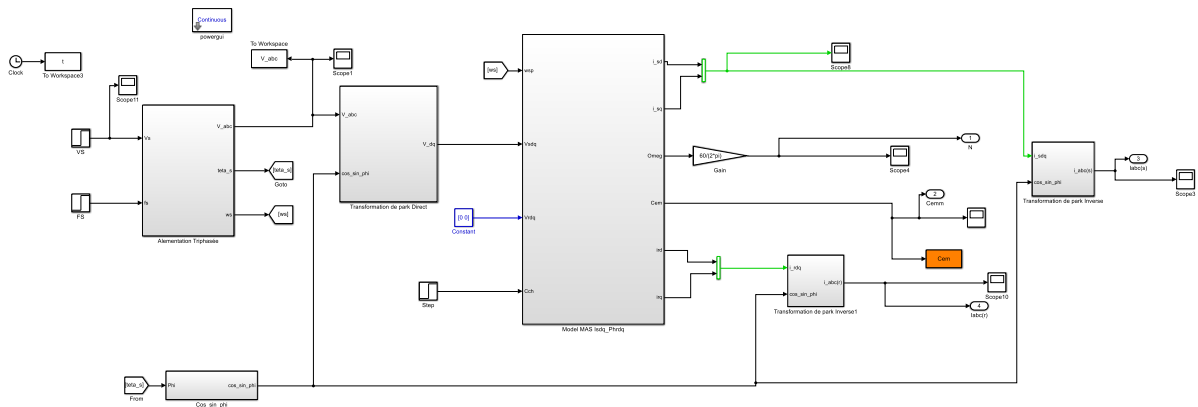 Continuous
powergui
Clock
t
To Workspace3
To Workspace
V_abc
Scope1
Scope11
VS
FS
Va
fs
V_abc
teta_s
ws
Alementation Triphasés
[teta_s]
Goto
[ws]
V_abc
cos_sin_phi
V_dq
Transformation de park Direct
[ws]
[0 0]
Constant
Step
wsp
Vsdq
Vrdq
Cch
i_sd
i_sq
Omeg
Cem
ird
irq
Model MAS Isdq_Phrdq
Scope8
60/(2*pi)
Gain
1
N
Scope4
2
Cemm
Cem
i_rdq
cos_sin_phi
i_abc(r)
Transformation de park Inverse1
Scope10
4
Iabc(r)
i_sdq
cos_sin_phi
i_abc(s)
Transformation de park Inverse
3
Iabc(s)
Scope3
[teta_s]
From
Phi
cos_sin_phi
Cos_sin_phi